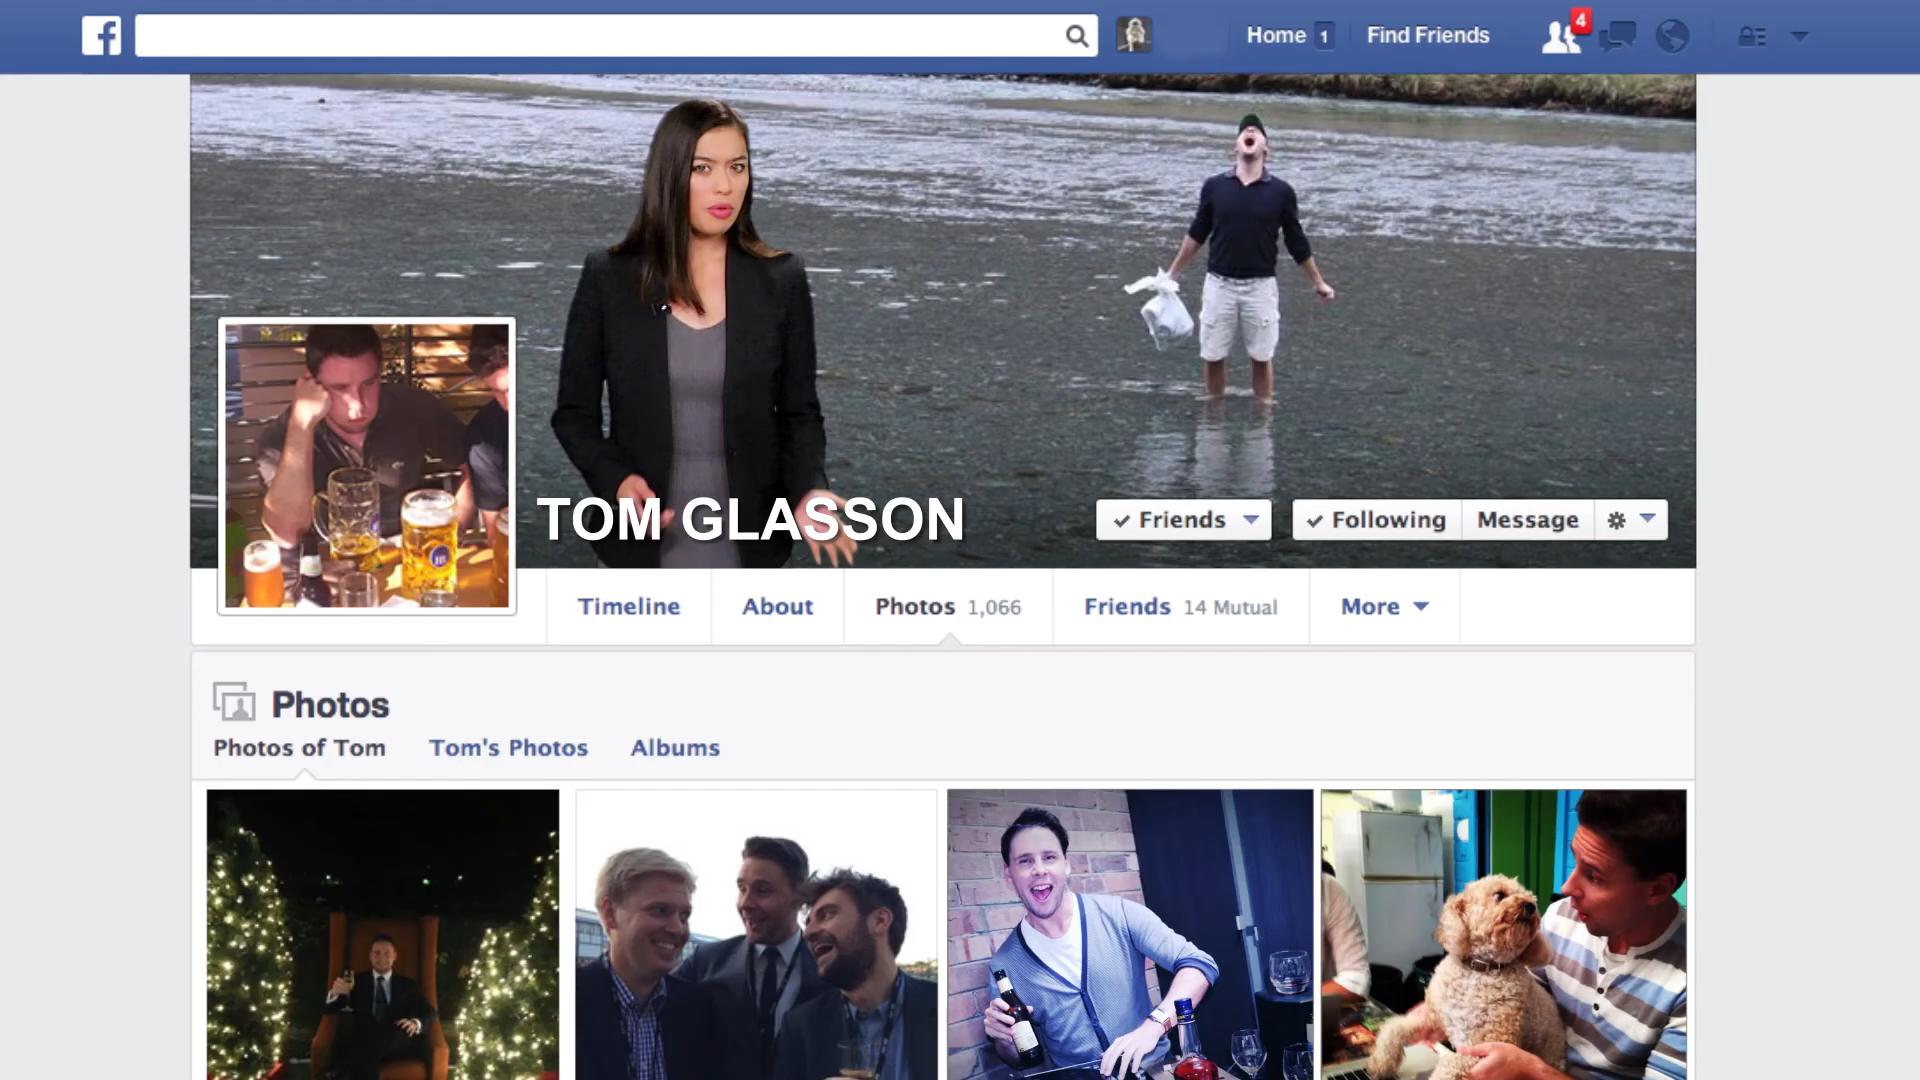 f
Home 1 Find Friends 4
TOM GLASSON
Friends Following Message
Timeline About Photos 1,066 Friends 14 Mutual More
Photos
Photos of Tom Tom's Photos Albums